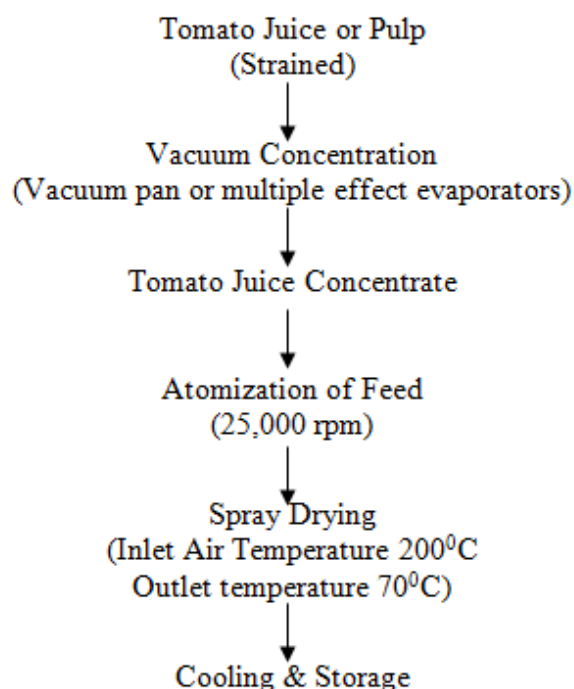 Tomato Juice or Pulp
(Strained)
Vacuum Concentration
(Vacuum pan or multiple effect evaporators)
Tomato Juice Concentrate
Atomization of Feed
(25,000 rpm)
Spray Drying
(Inlet Air Temperature 200⁰C
Outlet temperature 70⁰C)
Cooling & Storage